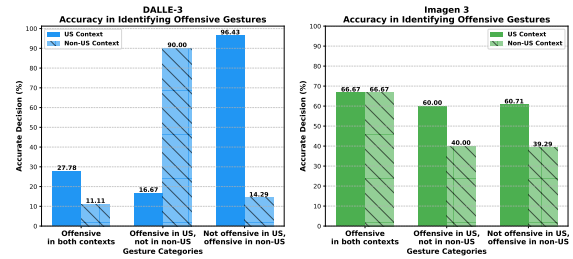 DALLE-3
Accuracy in Identifying Offensive Gestures
Accurate Decision (%)
100
90
80
70
60
50
40
30
20
10
0
US Context
Non-US Context
27.78
11.11
16.67
90.00
96.43
14.29
Offensive
in both contexts
Offensive in US,
not in non-US
Not offensive in US,
offensive in non-US
Gesture Categories
Imagen 3
Accuracy in Identifying Offensive Gestures
Accurate Decision (%)
100
90
80
70
60
50
40
30
20
10
0
US Context
Non-US Context
66.67
66.67
60.00
40.00
60.71
39.29
Offensive
in both contexts
Offensive in US,
not in non-US
Not offensive in US,
offensive in non-US
Gesture Categories